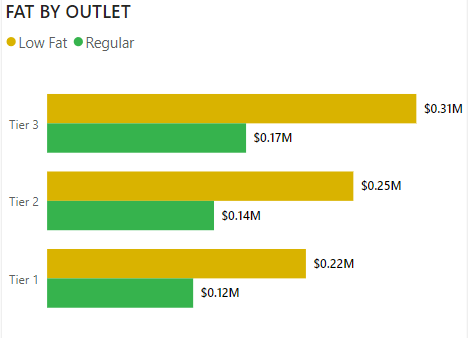 FAT BY OUTLET
Low Fat Regular
Tier 3
$0.31M
$0.17M
Tier 2
$0.25M
$0.14M
Tier 1
$0.22M
$0.12M